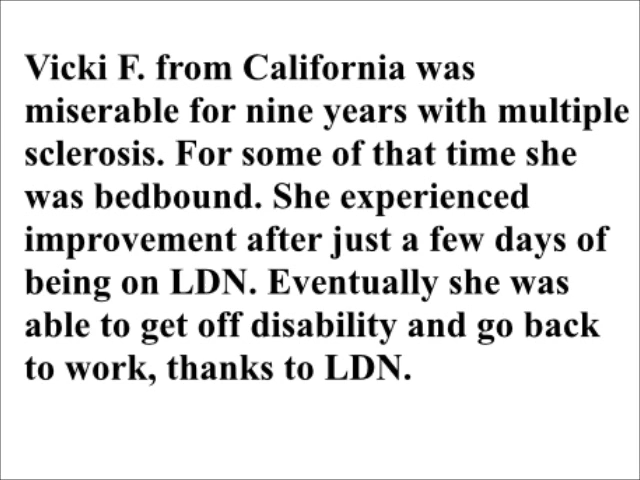 Vicki F. from California was
miserable for nine years with multiple
sclerosis. For some of that time she
was bedbound. She experienced
improvement after just a few days of
being on LDN. Eventually she was
able to get off disability and go back
to work, thanks to LDN.